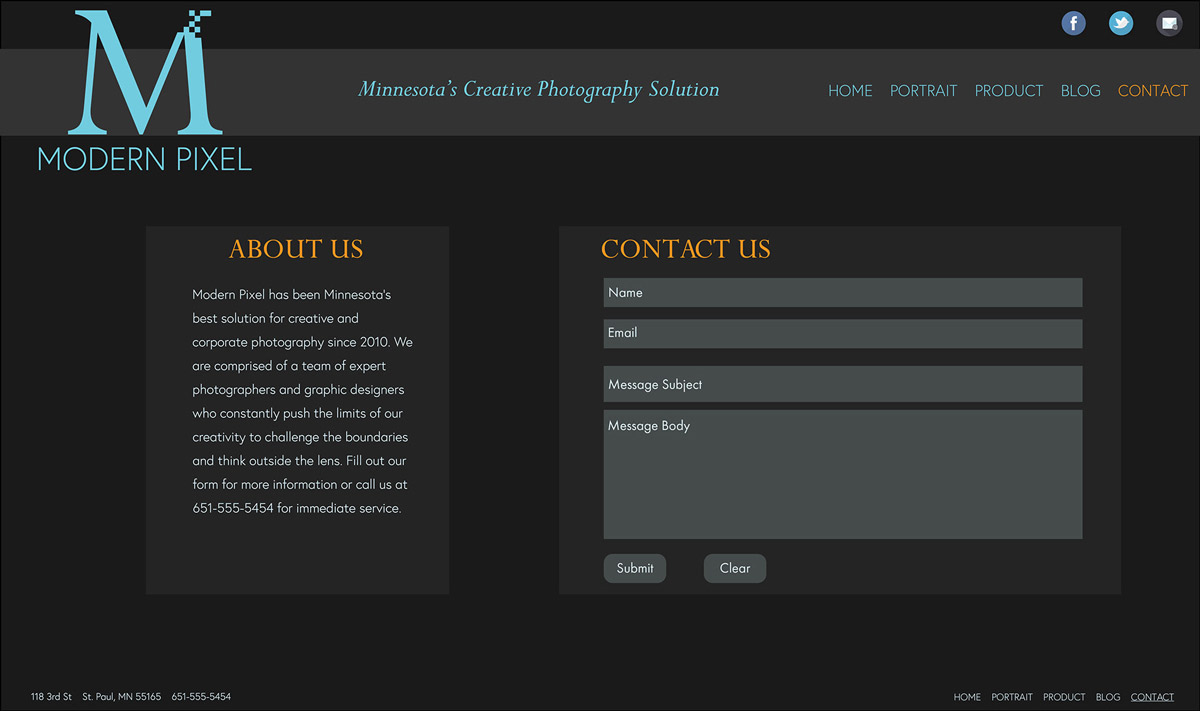 f
M
MODERN PIXEL
Minnesota's Creative Photography Solution
HOME PORTRAIT PRODUCT BLOG CONTACT
ABOUT US
Modern Pixel has been Minnesota's
best solution for creative and
corporate photography since 2010. We
are comprised of a team of expert
photographers and graphic designers
who constantly push the limits of our
creativity to challenge the boundaries
and think outside the lens. Fill out our
form for more information or call us at
651-555-5454 for immediate service.
CONTACT US
Name
Email
Message Subject
Message Body
Submit Clear
118 3rd St St. Paul, MN 55165 651-555-5454
HOME PORTRAIT PRODUCT BLOG CONTACT